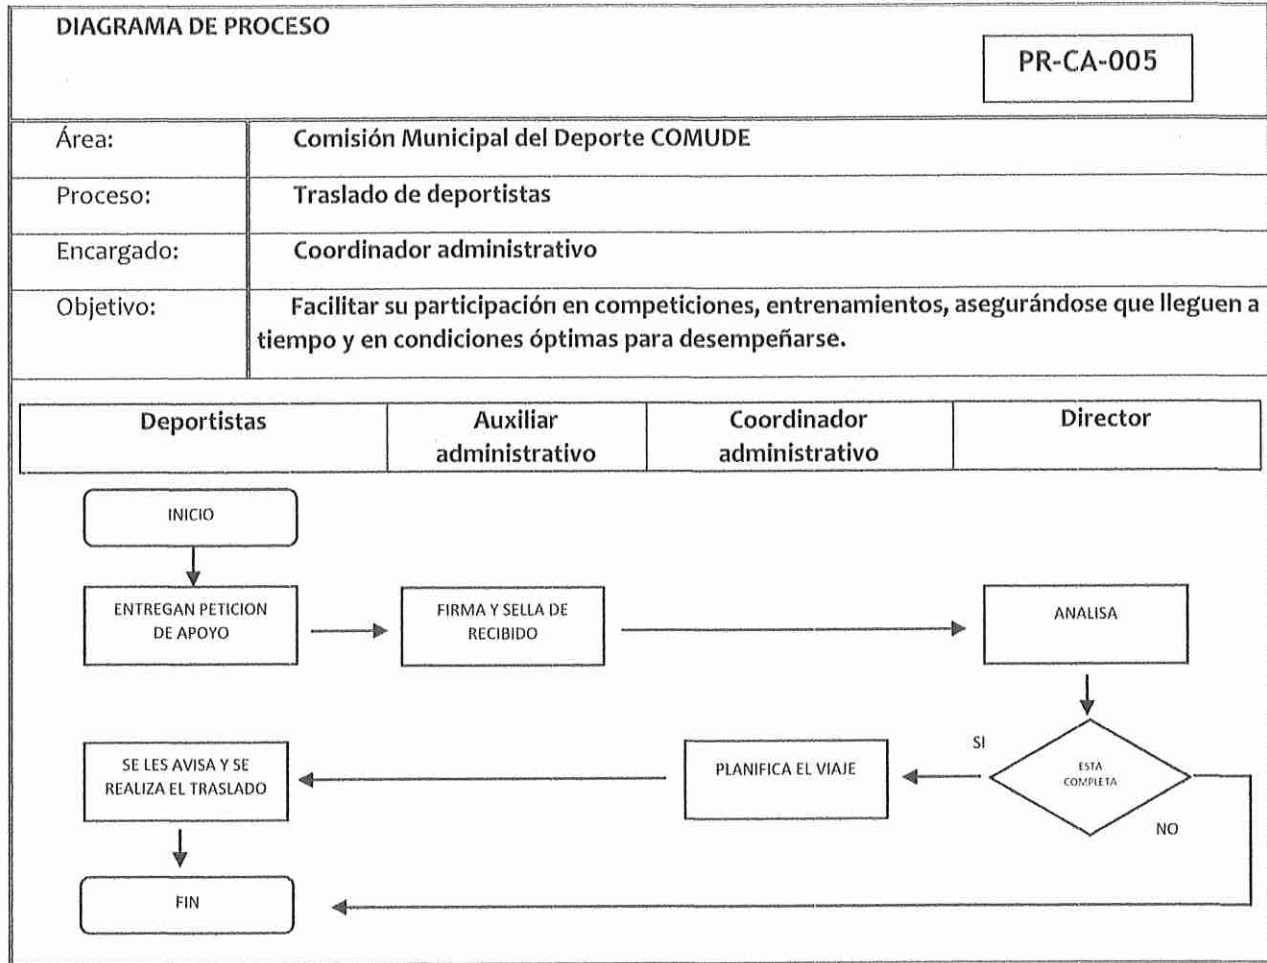 DIAGRAMA DE PROCESO
PR-CA-005
Área:
Comisión Municipal del Deporte COMUDE
Proceso:
Traslado de deportistas
Encargado:
Coordinador administrativo
Objetivo:
Facilitar su participación en competiciones, entrenamientos, asegurándose que lleguen a
tiempo y en condiciones óptimas para desempeñarse.
Deportistas
Auxiliar
administrativo
Coordinador
administrativo
Director
INICIO
ENTREGAN PETICION
DE APOYO
FIRMA Y SELLA DE
RECIBIDO
ANALISA
ESTA
COMPLETA
SI
NO
PLANIFICA EL VIAJE
SE LES AVISA Y SE
REALIZA EL TRASLADO
FIN